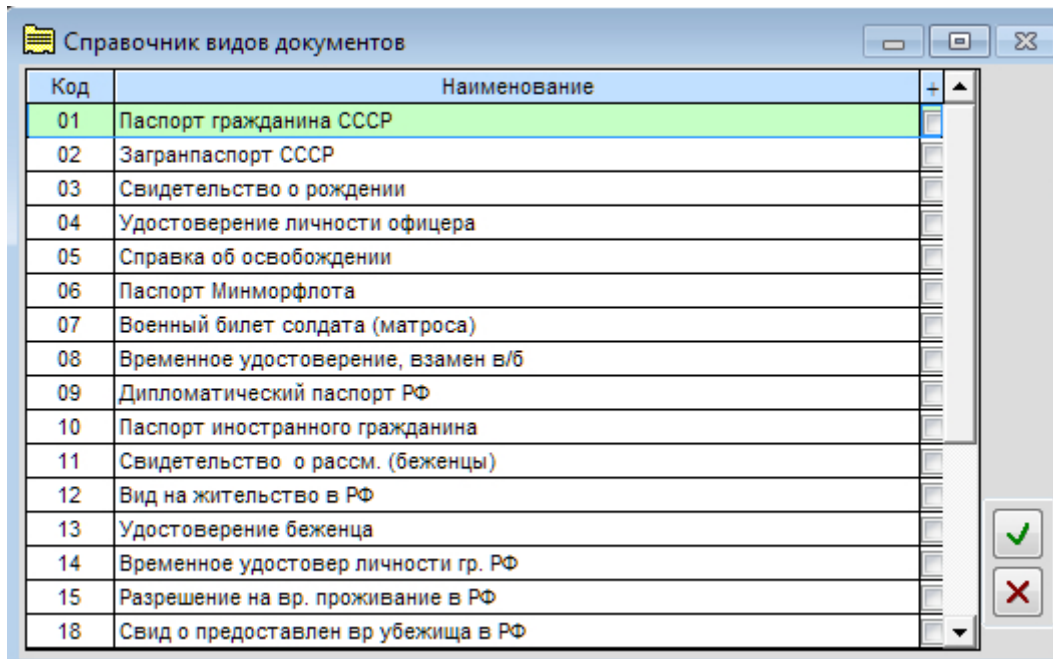 Справочник видов документов
Код Наименование +
01 Паспорт гражданина СССР
02 Загранпаспорт СССР
03 Свидетельство о рождении
04 Удостоверение личности офицера
05 Справка об освобождении
06 Паспорт Минморфлота
07 Военный билет солдата (матроса)
08 Временное удостоверение, взамен в/б
09 Дипломатический паспорт РФ
10 Паспорт иностранного гражданина
11 Свидетельство о рассм. (беженцы)
12 Вид на жительство в РФ
13 Удостоверение беженца
14 Временное удостовер личности гр. РФ
15 Разрешение на вр. проживание в РФ
18 Свид о предоставлен вр убежища в РФ